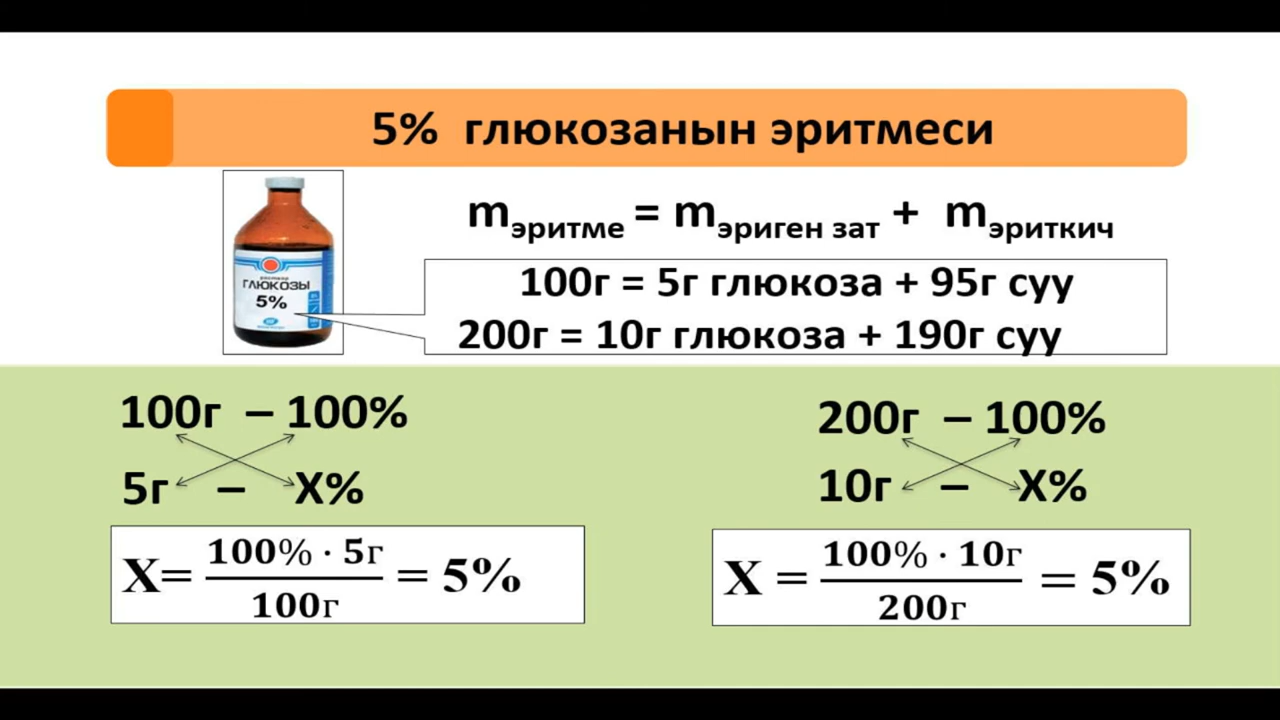 5% глюкозанын эритмеси
mэритме = mэриген зат + mэриткич
раствор
ГЛЮКОЗЫ
5%
100г = 5г глюкоза + 95г суу
200г = 10г глюкоза + 190г суу
100г – 100%
5г – Х%
Х= 100% · 5г / 100г = 5%
200г – 100%
10г – Х%
Х = 100% · 10г / 200г = 5%